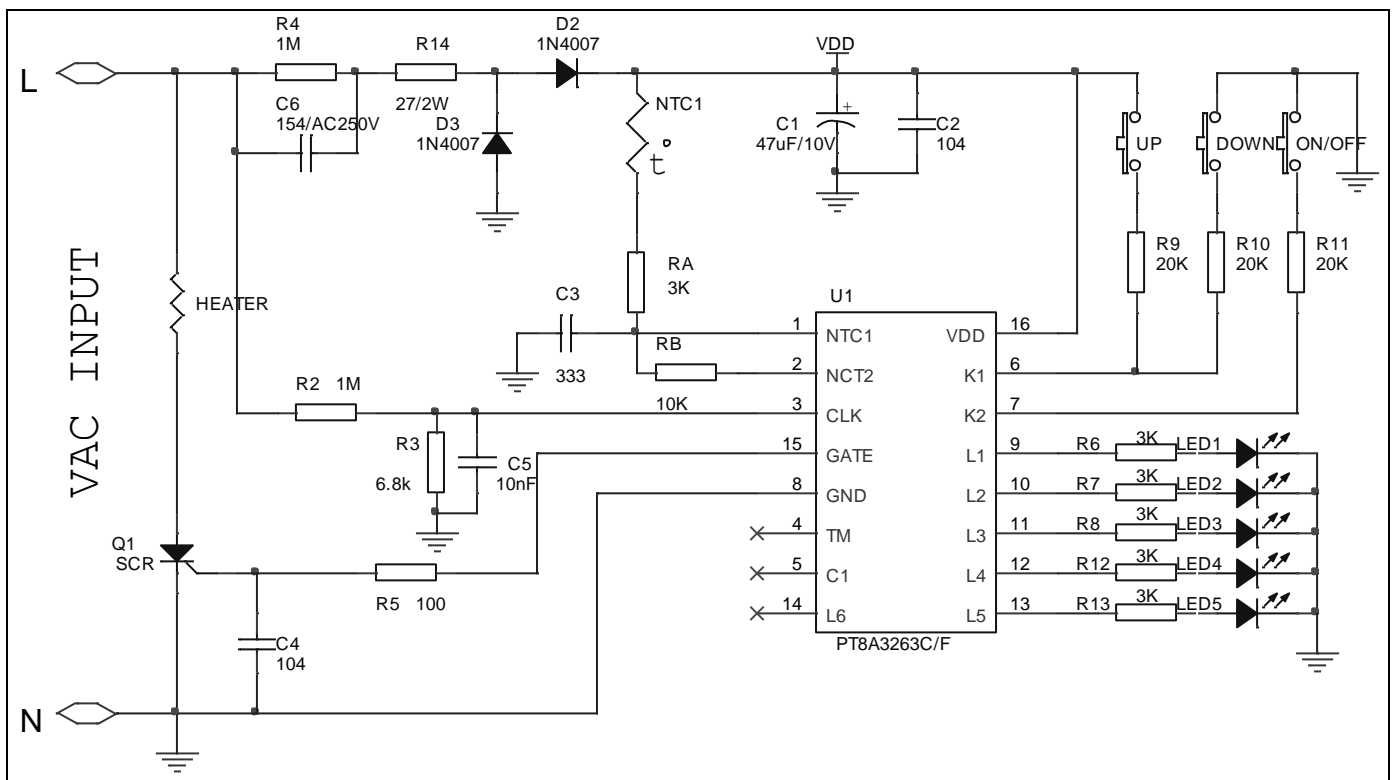 R4
1M
R14
D2
1N4007
VDD
L
C6
154/AC250V
27/2W
D3
1N4007
NTC1
t°
C1
+
47uF/10V
C2
104
UP
DOWN
ON/OFF
R9
20K
R10
20K
R11
20K
VAC INPUT
HEATER
RA
3K
C3
333
RB
10K
U1
1
NTC1
VDD
16
2
NCT2
K1
6
3
CLK
K2
7
15
GATE
L1
9
8
GND
L2
10
4
TM
L3
11
5
C1
L4
12
14
L6
L5
13
PT8A3263C/F
R2 1M
R3
6.8k
C5
10nF
R6
3K
LED1
R7
3K
LED2
R8
3K
LED3
R12
3K
LED4
R13
3K
LED5
Q1
SCR
R5 100
C4
104
N